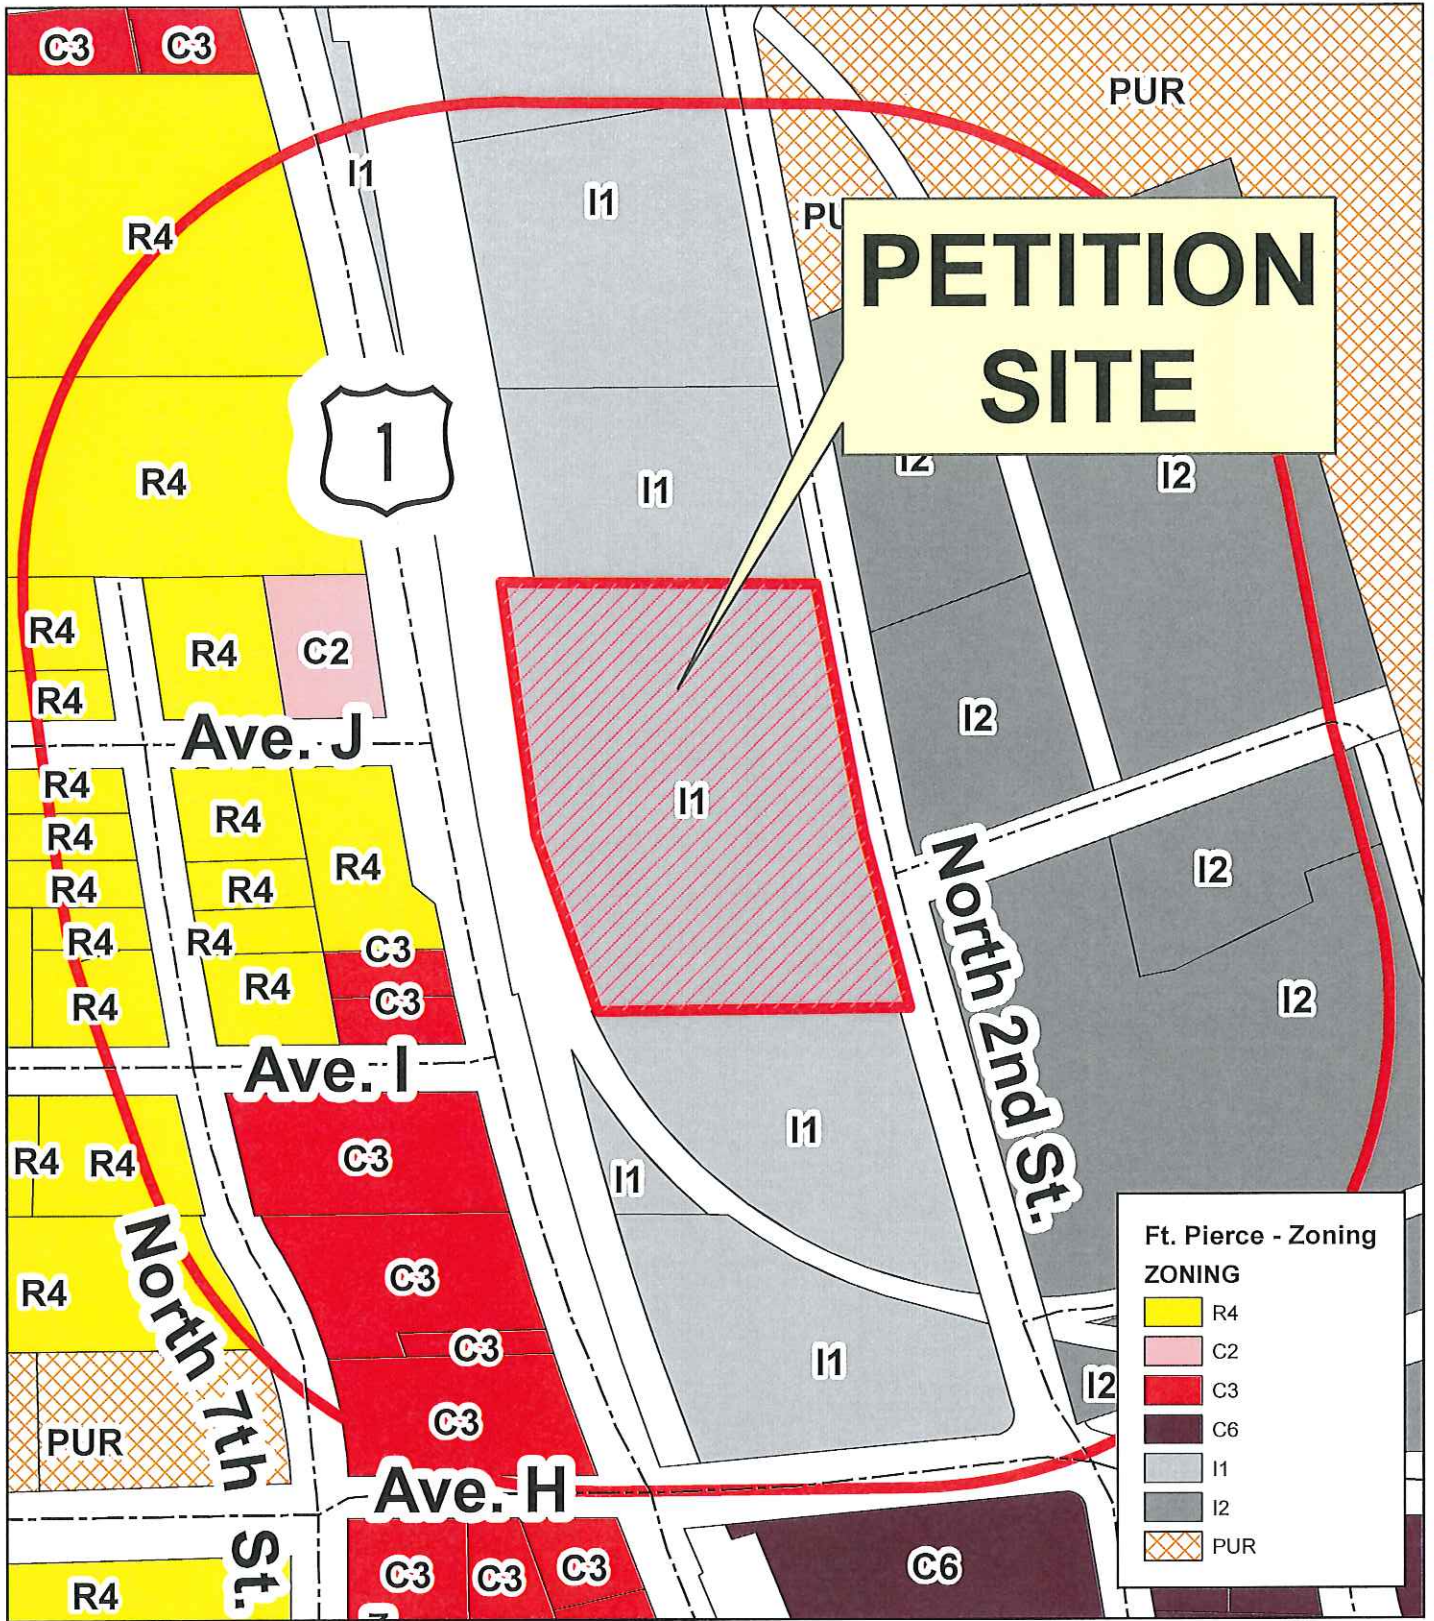 C3
C3
PUR
I1
I1
PU
R4
PETITION
SITE
1
R4
I1
I2
I2
R4
R4
C2
R4
I2
Ave. J
R4
I1
R4
R4
R4
I2
R4
R4
R4
R4
C3
R4
C3
R4
I2
North 2nd St.
Ave. I
I1
R4
R4
C3
I1
R4
C3
C3
I1
I2
North 7th St.
C3
PUR
Ave. H
C3
C3
C3
C6
R4
Ft. Pierce - Zoning
ZONING
R4
C2
C3
C6
I1
I2
PUR